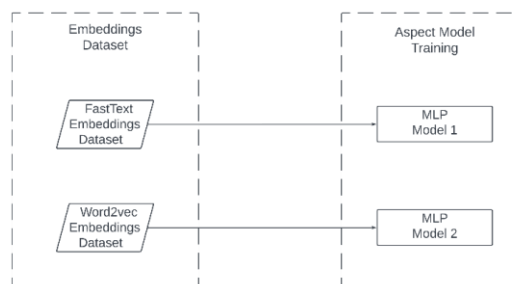 Embeddings
Dataset
Aspect Model
Training
FastText
Embeddings
Dataset
MLP
Model 1
Word2vec
Embeddings
Dataset
MLP
Model 2